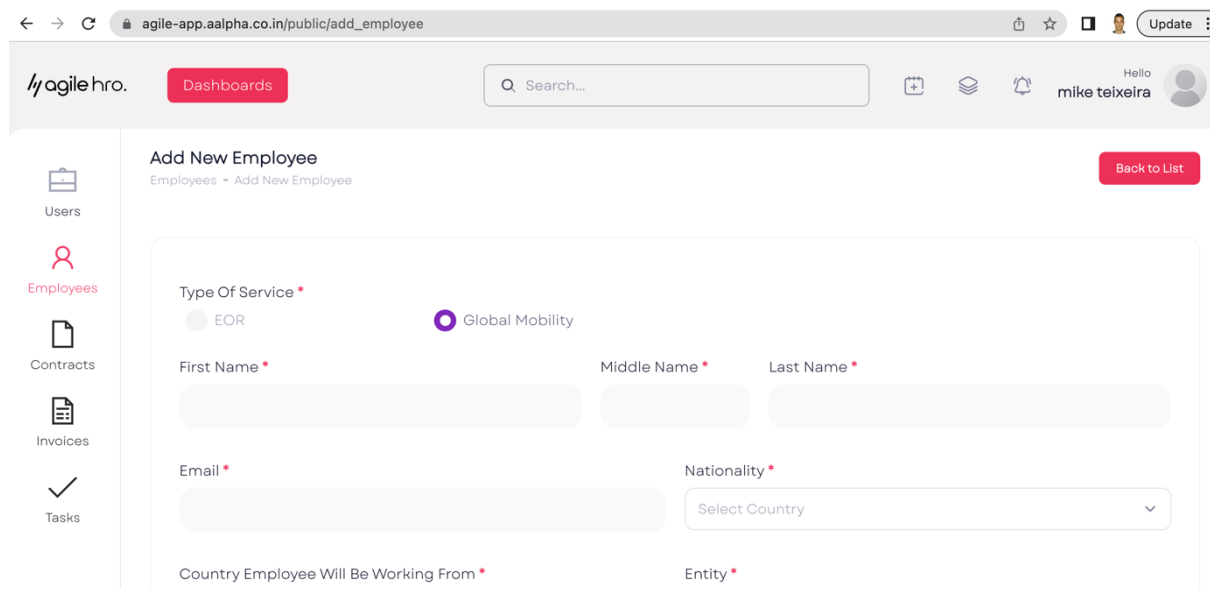 agile-app.aalpha.co.in/public/add_employee
Update
agile hro.
Dashboards
Search...
Hello
mike teixeira
Add New Employee
Back to List
Employees - Add New Employee
Users
Employees
Contracts
Invoices
Tasks
Type Of Service *
EOR
Global Mobility
First Name *
Middle Name *
Last Name *
Email *
Nationality *
Select Country
Country Employee Will Be Working From *
Entity *